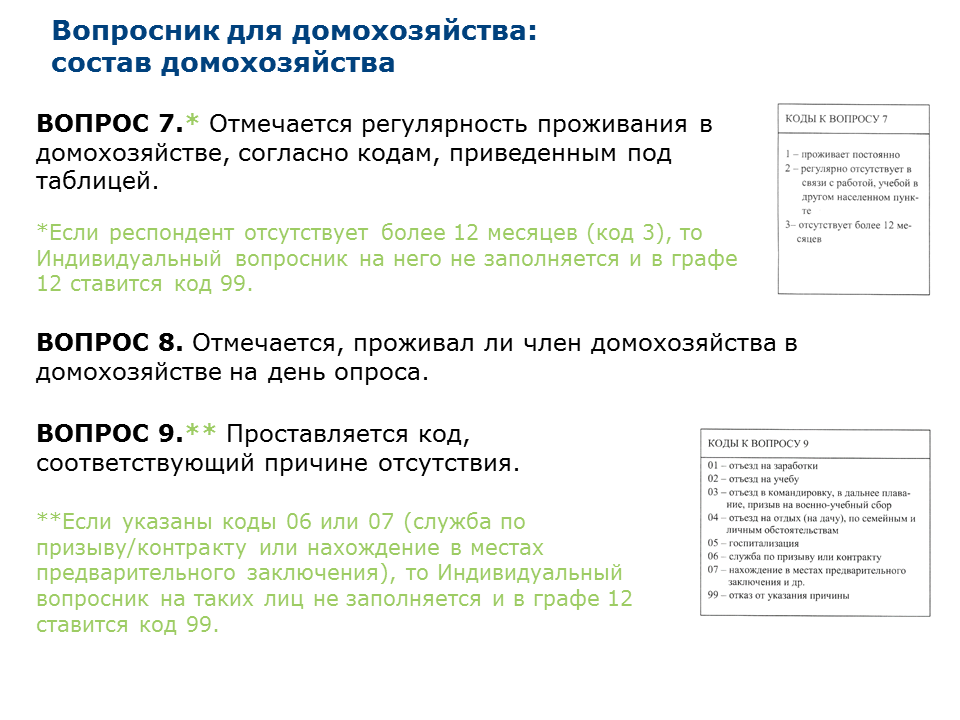 Вопросник для домохозяйства:
состав домохозяйства
ВОПРОС 7.* Отмечается регулярность проживания в
домохозяйстве, согласно кодам, приведенным под
таблицей.
*Если респондент отсутствует более 12 месяцев (код 3), то
Индивидуальный вопросник на него не заполняется и в графе
12 ставится код 99.
КОДЫ К ВОПРОСУ 7
1 – проживает постоянно
2 – регулярно отсутствует в
связи с работой, учебой в
другом населенном пунк-
те
3– отсутствует более 12 ме-
сяцев
ВОПРОС 8. Отмечается, проживал ли член домохозяйства в
домохозяйстве на день опроса.
ВОПРОС 9.** Проставляется код,
соответствующий причине отсутствия.
**Если указаны коды 06 или 07 (служба по
призыву/контракту или нахождение в местах
предварительного заключения), то Индивидуальный
вопросник на таких лиц не заполняется и в графе 12
ставится код 99.
КОДЫ К ВОПРОСУ 9
01 – отъезд на заработки
02 – отъезд на учебу
03 – отъезд в командировку, в дальнее плава-
ние, призыв на военно-учебный сбор
04 – отъезд на отдых (на дачу), по семейным и
личным обстоятельствам
05 – госпитализация
06 – служба по призыву или контракту
07 – нахождение в местах предварительного
заключения и др.
99 – отказ от указания причины